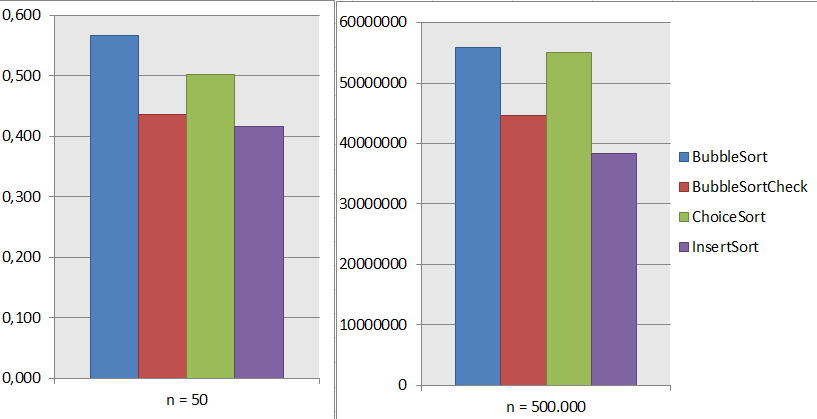 0,600
0,500
0,400
0,300
0,200
0,100
0,000
n = 50
60000000
50000000
40000000
30000000
20000000
10000000
0
n = 500.000
BubbleSort
BubbleSortCheck
ChoiceSort
InsertSort